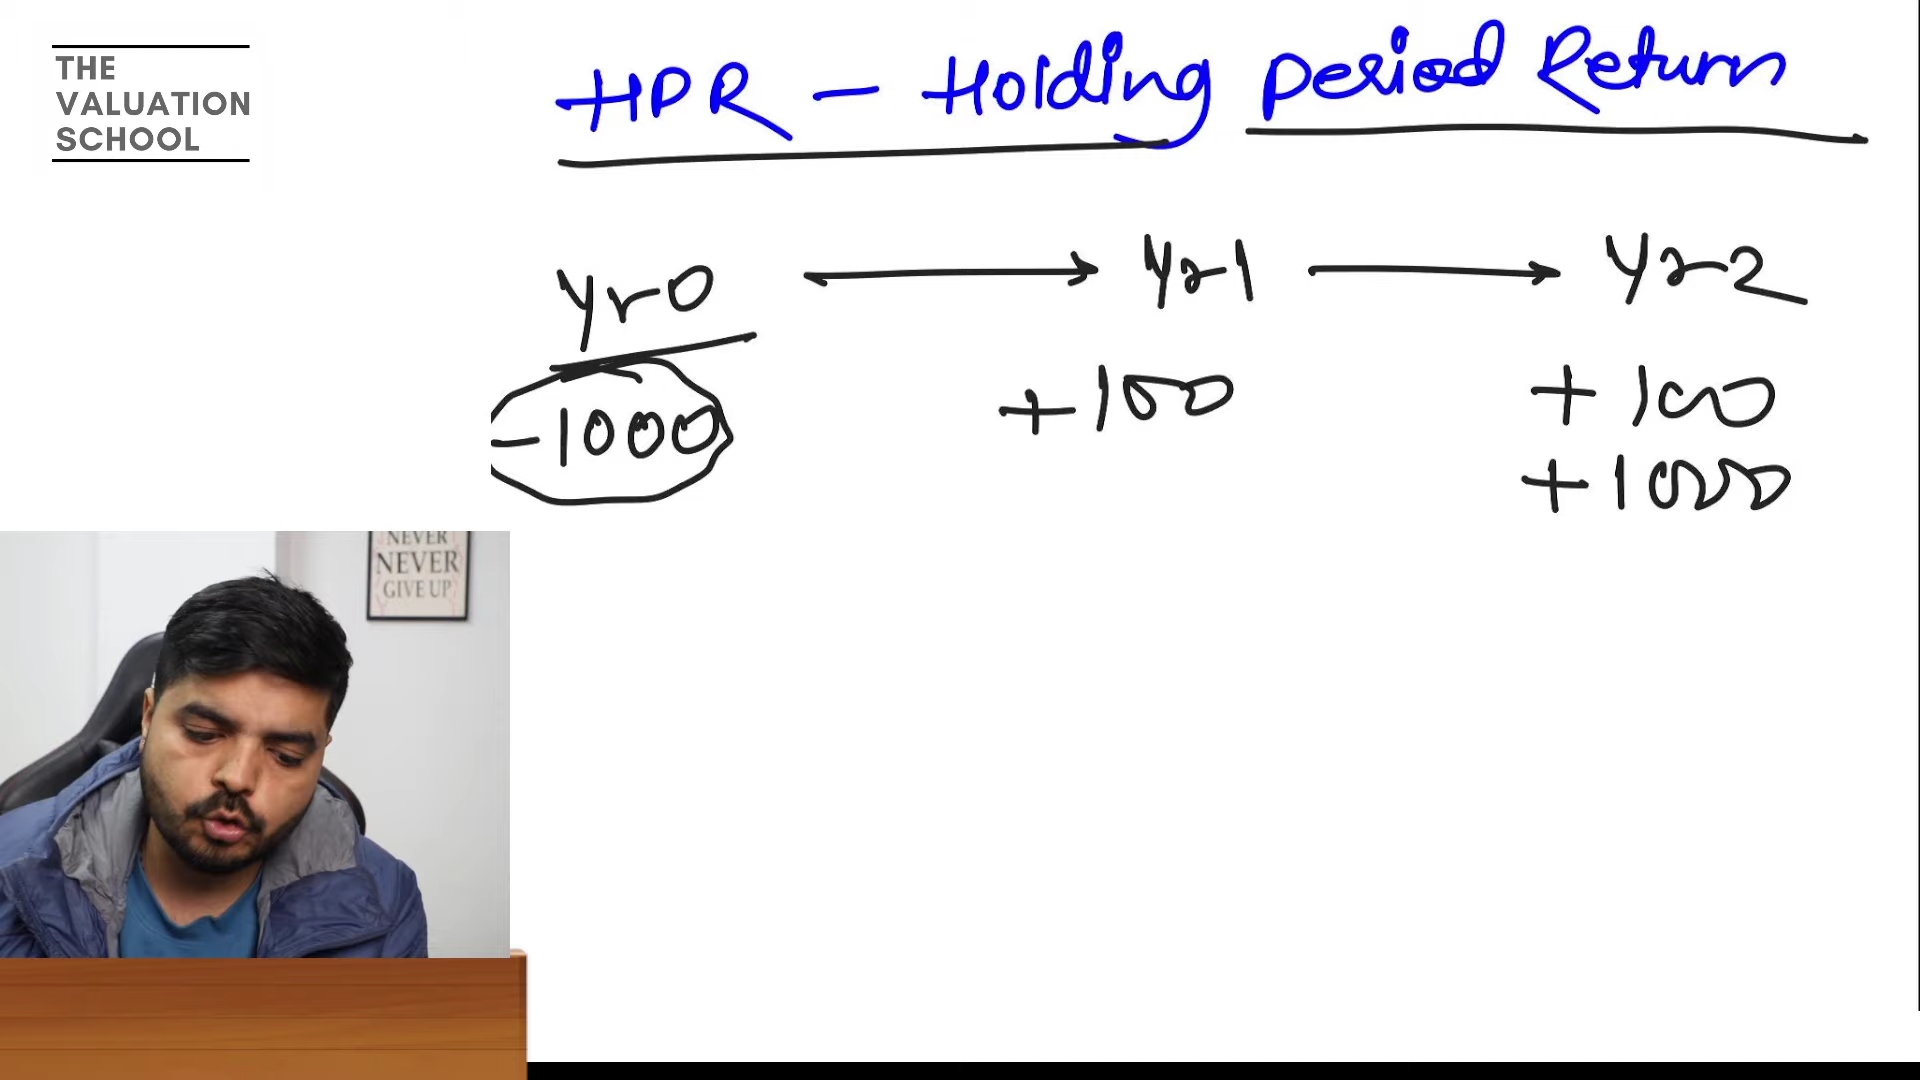 THE
VALUATION
SCHOOL
HPR - Holding Period Return
yr0 Yr1 Yr2
-1000 +100 +100
+1000
NEVER
NEVER
GIVE UP